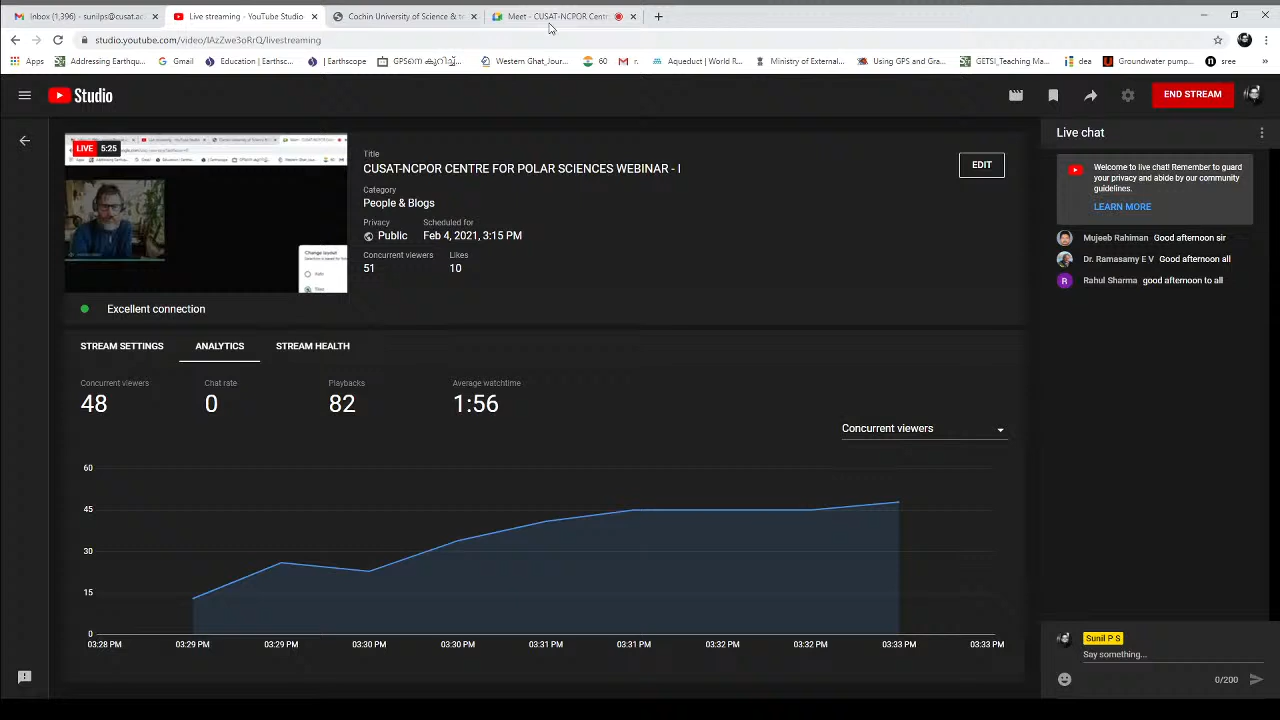 Inbox (1,396) - sunilps@cusat.ac
Live streaming - YouTube Studio
Cochin University of Science & te
Meet - CUSAT-NCPOR Centr
studio.youtube.com/video/lAzZwe3oRrQ/livestreaming
Apps
Addressing Earthqu...
Gmail
Education | Earthsc...
Earthscope
GPSനെ കുറിച്ച്...
Western Ghat_Jour...
60
r.
Aqueduct | World R...
Ministry of External...
Using GPS and Gra...
GETSI_Teaching Ma...
idea
Groundwater pump...
sree
»
Studio
END STREAM
LIVE 5:25
Change layout
Auto
Tiled
Title
CUSAT-NCPOR CENTRE FOR POLAR SCIENCES WEBINAR - I
EDIT
Category
People & Blogs
Privacy Scheduled for
Public Feb 4, 2021, 3:15 PM
Concurrent viewers Likes
51 10
Excellent connection
STREAM SETTINGS ANALYTICS STREAM HEALTH
Concurrent viewers Chat rate Playbacks Average watchtime
48 0 82 1:56
Concurrent viewers
60
45
30
15
0
03:28 PM 03:29 PM 03:29 PM 03:30 PM 03:30 PM 03:31 PM 03:31 PM 03:32 PM 03:32 PM 03:33 PM 03:33 PM
Live chat
Welcome to live chat! Remember to guard
your privacy and abide by our community
guidelines.
LEARN MORE
Mujeeb Rahiman Good afternoon sir
Dr. Ramasamy E V Good afternoon all
R Rahul Sharma good afternoon to all
Sunil P S
Say something...
0/200